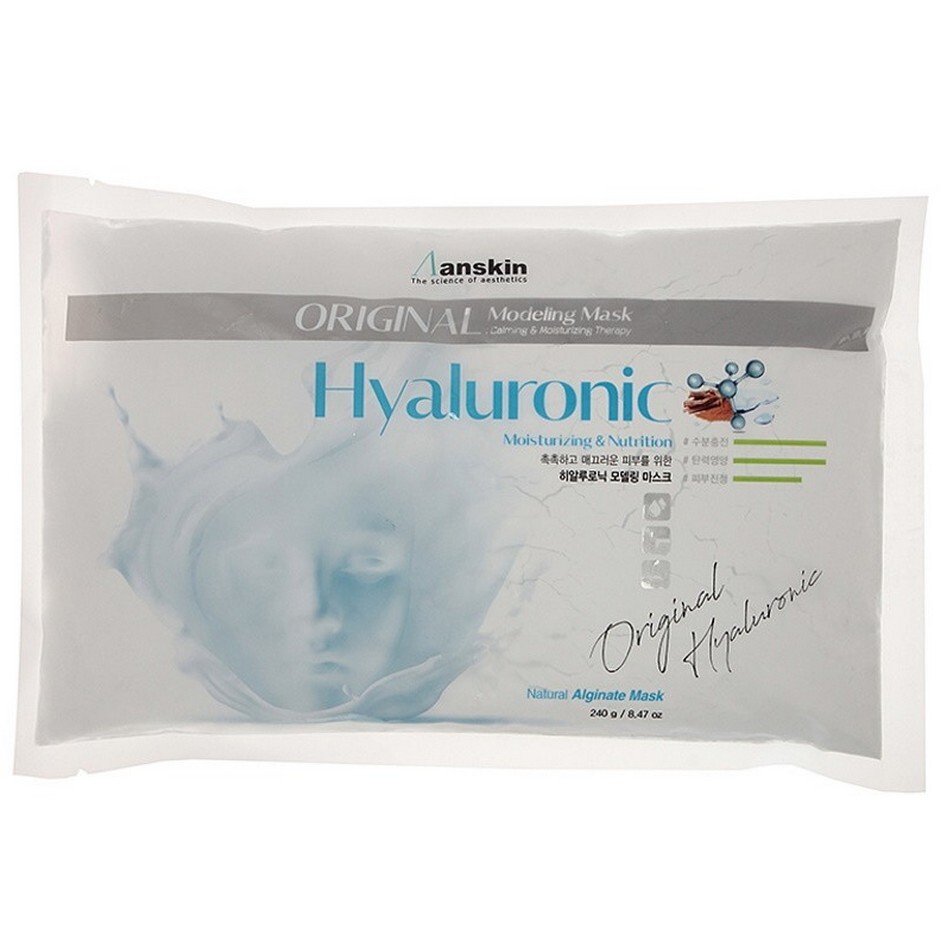 anskin
The science of aesthetics
ORIGINAL Modeling Mask
: Calming & Moisturizing Therapy
Hyaluronic
Moisturizing & Nutrition
촉촉하고 매끄러운 피부를 위한
히알루로닉 모델링 마스크
# 수분충전
# 탄력영양
# 피부진정
Original
Hyaluronic
Natural Alginate Mask
240 g / 8.47 oz